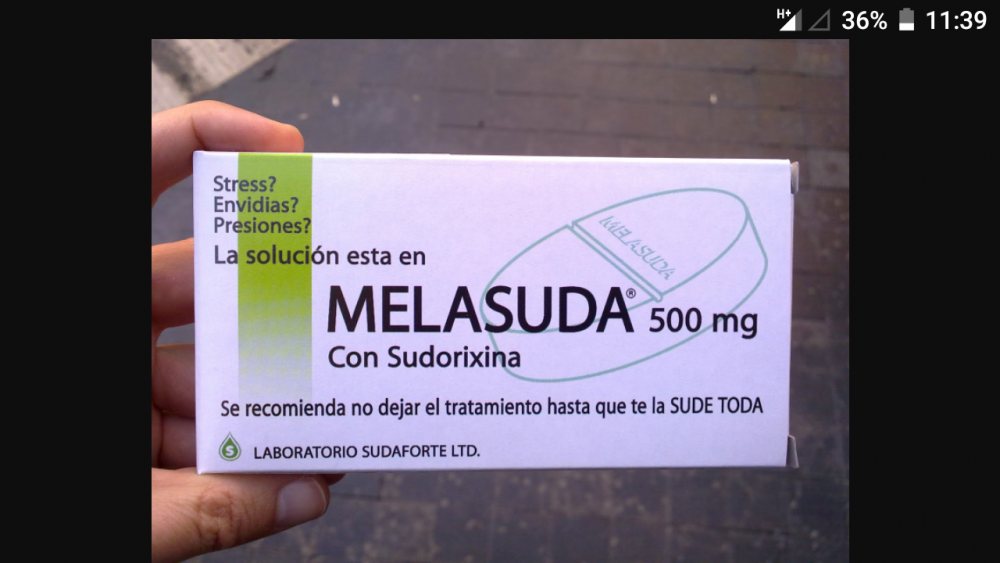 H+ 36% 11:39
Stress?
Envidias?
Presiones?
La solución esta en
MELASUDA® 500 mg
Con Sudorixina
MELASUDA
Se recomienda no dejar el tratamiento hasta que te la SUDE TODA
S LABORATORIO SUDAFORTE LTD.